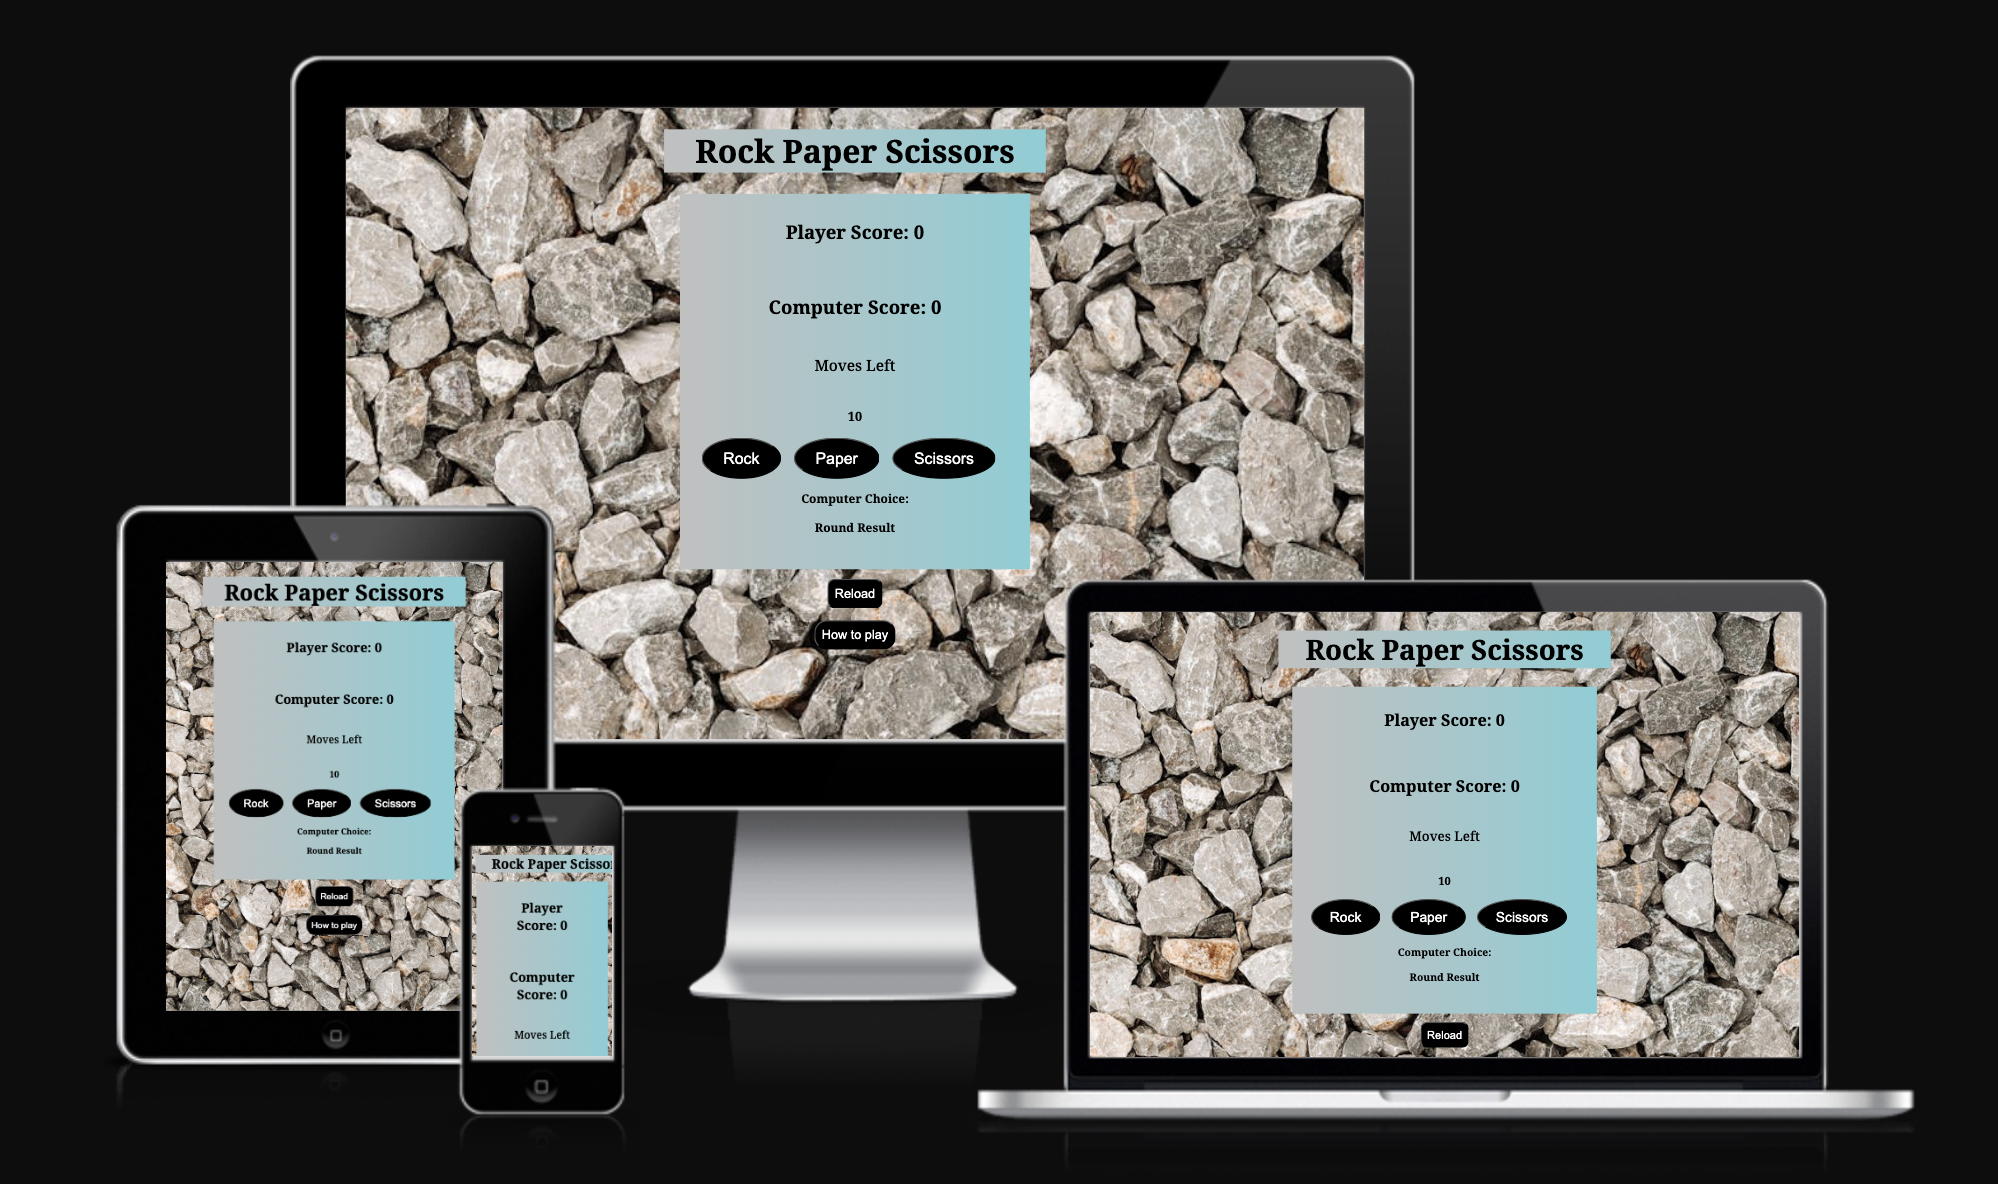 Rock Paper Scissors
Player Score: 0
Computer Score: 0
Moves Left
10
Rock Paper Scissors
Computer Choice:
Round Result
Reload
How to play
Rock Paper Scissors
Player Score: 0
Computer Score: 0
Moves Left
10
Rock Paper Scissors
Computer Choice:
Round Result
Reload
How to play
Rock Paper Scissor
Player
Score: 0
Computer
Score: 0
Moves Left
Rock Paper Scissors
Player Score: 0
Computer Score: 0
Moves Left
10
Rock Paper Scissors
Computer Choice:
Round Result
Reload